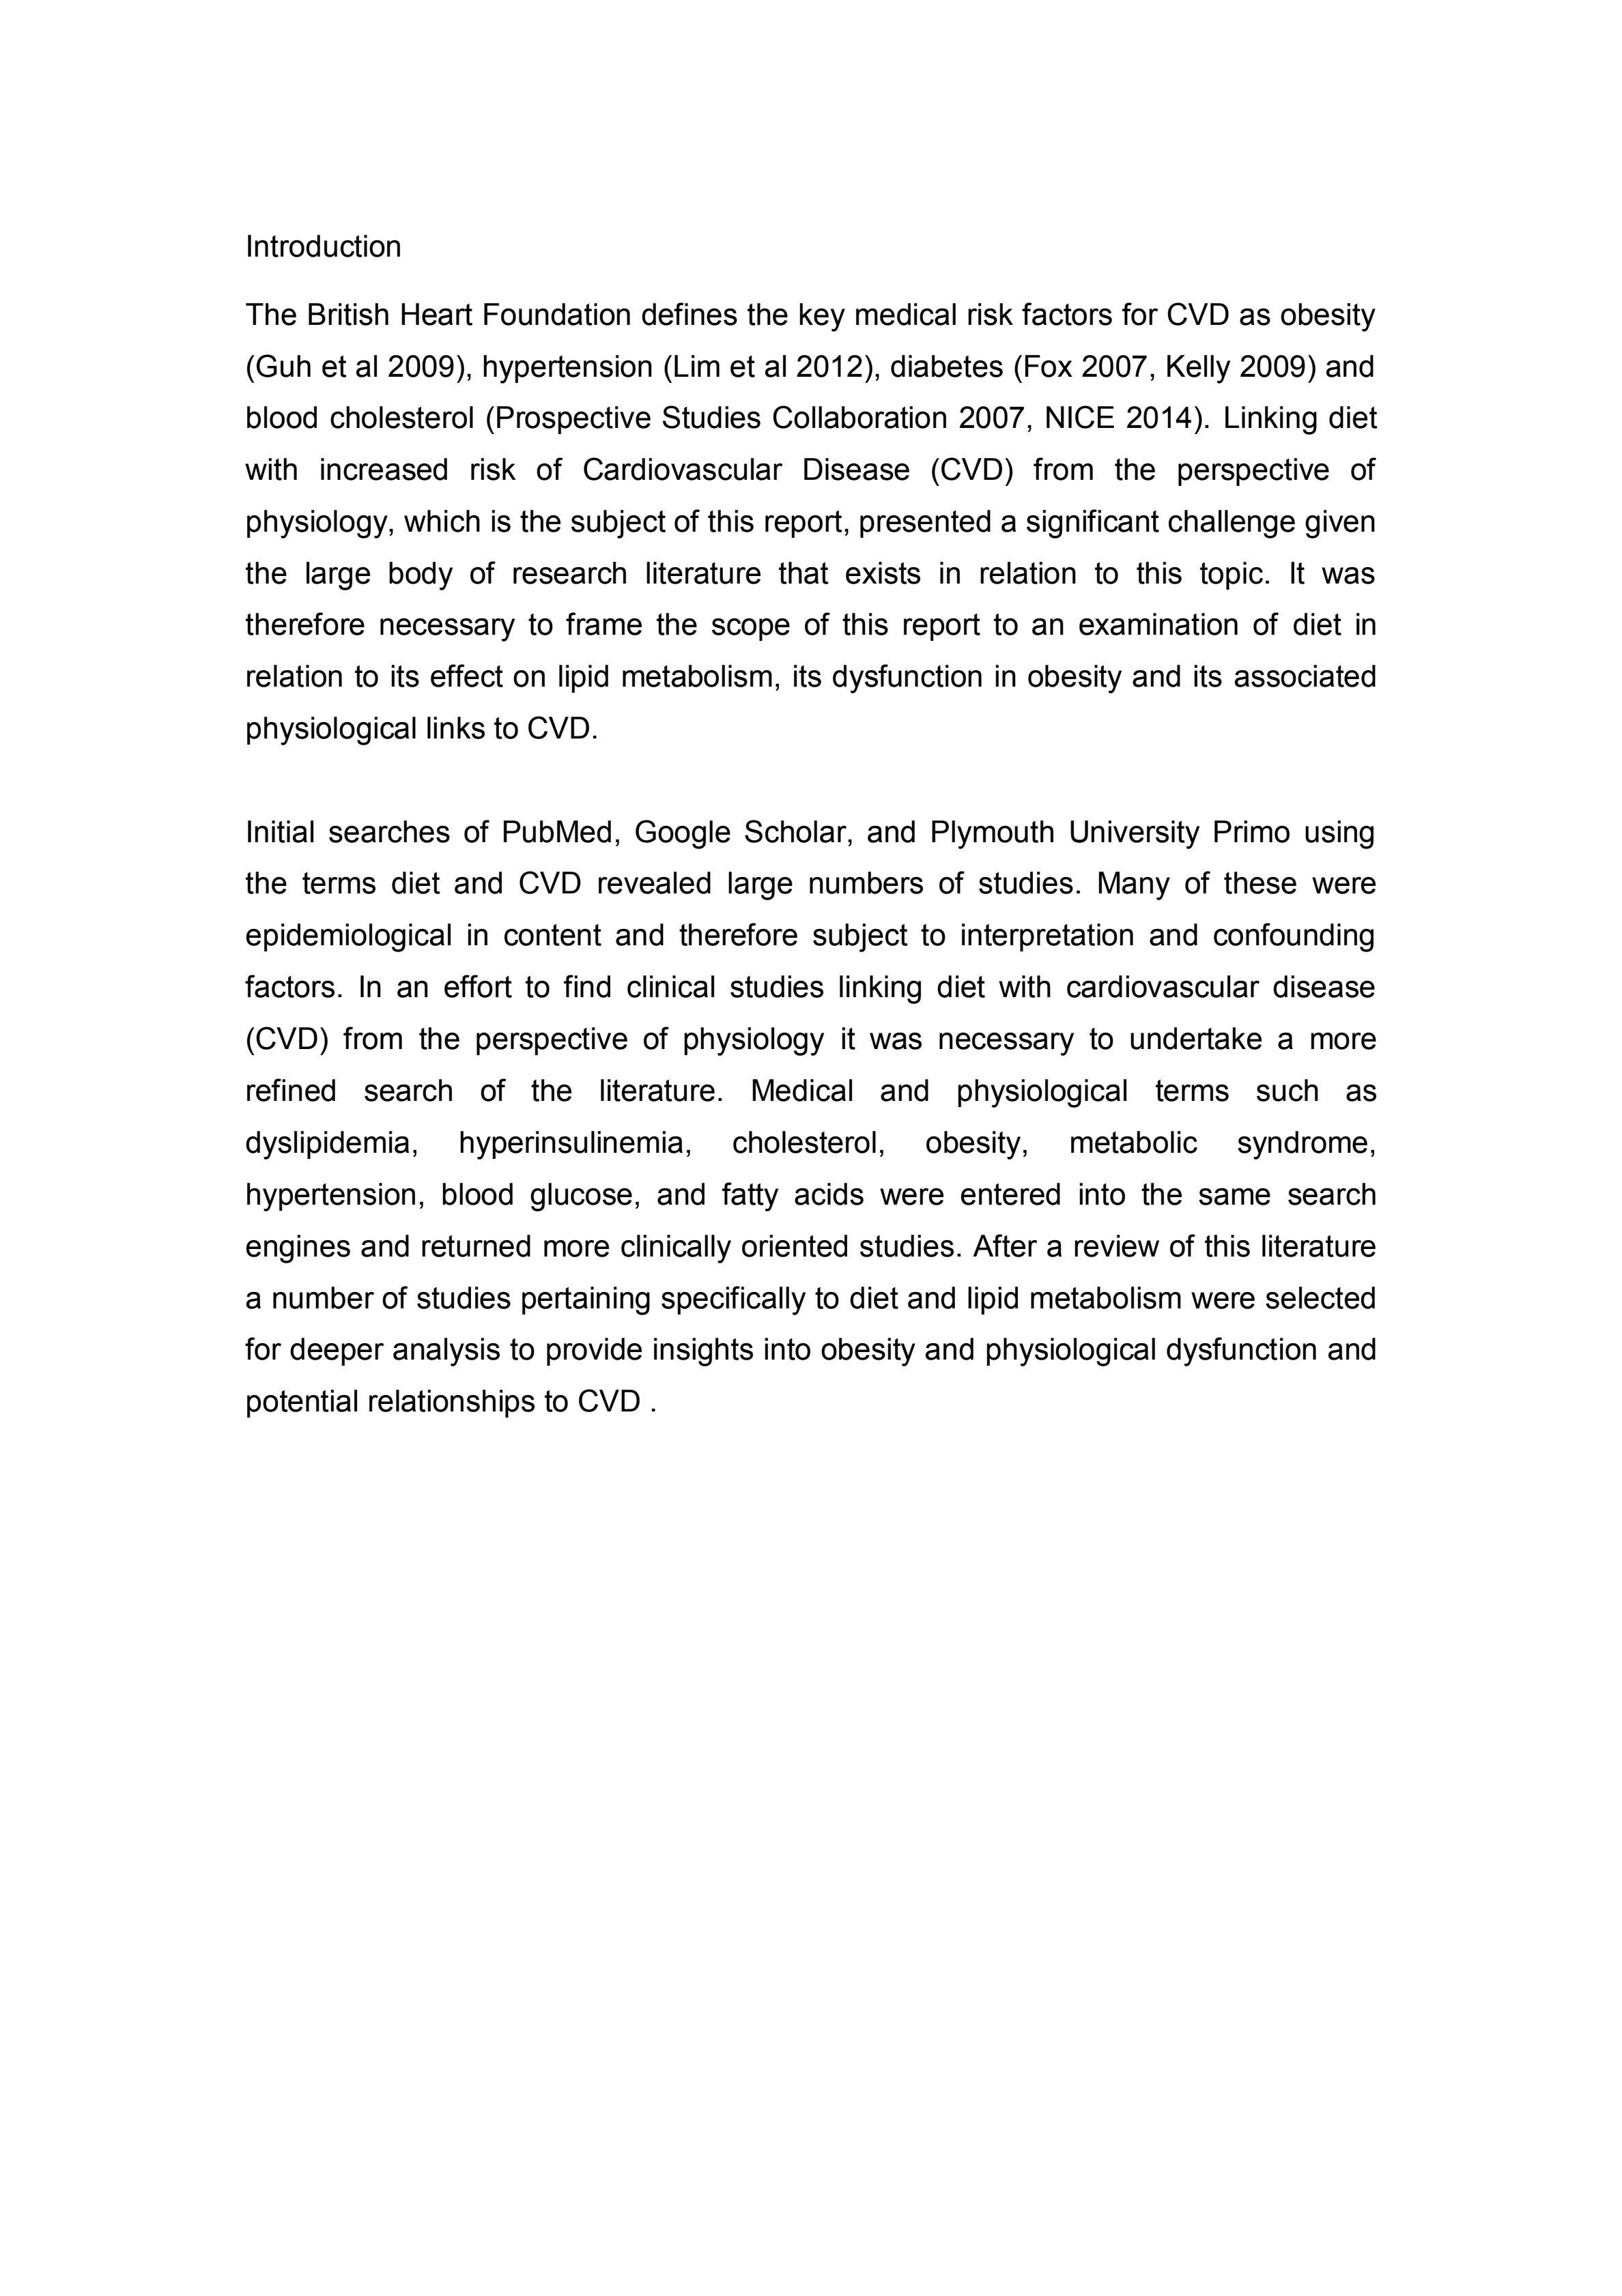 Introduction
The British Heart Foundation defines the key medical risk factors for CVD as obesity
(Guh et al 2009), hypertension (Lim et al 2012), diabetes (Fox 2007, Kelly 2009) and
blood cholesterol (Prospective Studies Collaboration 2007, NICE 2014). Linking diet
with increased risk of Cardiovascular Disease (CVD) from the perspective of
physiology, which is the subject of this report, presented a significant challenge given
the large body of research literature that exists in relation to this topic. It was
therefore necessary to frame the scope of this report to an examination of diet in
relation to its effect on lipid metabolism, its dysfunction in obesity and its associated
physiological links to CVD.
Initial searches of PubMed, Google Scholar, and Plymouth University Primo using
the terms diet and CVD revealed large numbers of studies. Many of these were
epidemiological in content and therefore subject to interpretation and confounding
factors. In an effort to find clinical studies linking diet with cardiovascular disease
(CVD) from the perspective of physiology it was necessary to undertake a more
refined search of the literature. Medical and physiological terms such as
dyslipidemia, hyperinsulinemia, cholesterol, obesity, metabolic syndrome,
hypertension, blood glucose, and fatty acids were entered into the same search
engines and returned more clinically oriented studies. After a review of this literature
a number of studies pertaining specifically to diet and lipid metabolism were selected
for deeper analysis to provide insights into obesity and physiological dysfunction and
potential relationships to CVD .